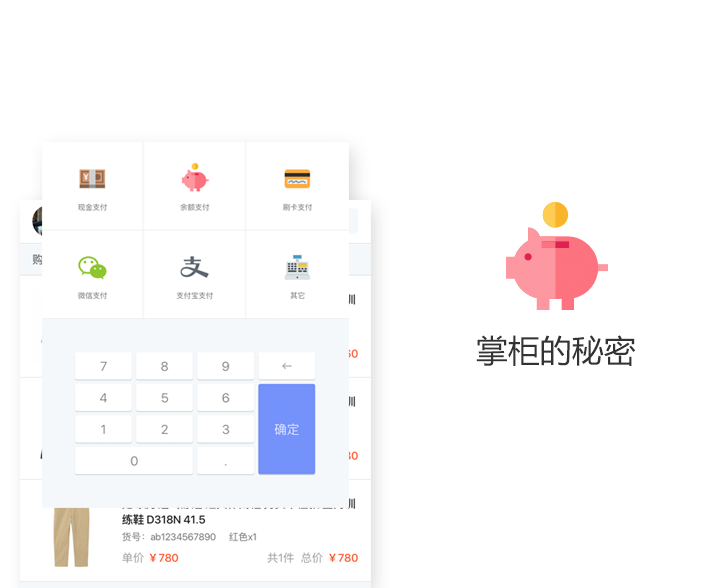 现金支付
余额支付
刷卡支付
微信支付
支付宝支付
其它
购
训
7
8
9
←
4
5
6
1
2
3
确定
0
.
训
练鞋 D318N 41.5
货号: ab1234567890 红色x1
单价 ¥780 共1件 总价 ¥780
掌柜的秘密